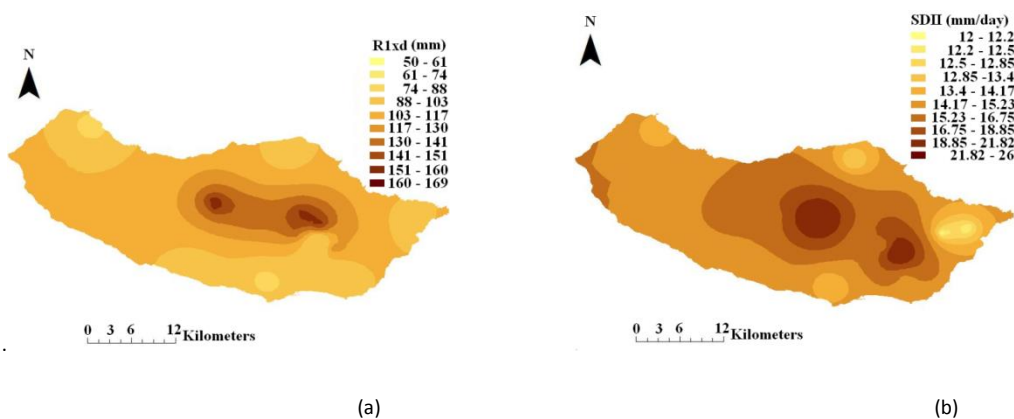 R1xd (mm)
50 - 61
61 - 74
74 - 88
88 - 103
103 - 117
117 - 130
130 - 141
141 - 151
151 - 160
160 - 169
N
0 3 6 12 Kilometers
.
(a)
SDII (mm/day)
12 - 12.2
12.2 - 12.5
12.5 - 12.85
12.85 - 13.4
13.4 - 14.17
14.17 - 15.23
15.23 - 16.75
16.75 - 18.85
18.85 - 21.82
21.82 - 26
N
0 3 6 12 Kilometers
(b)